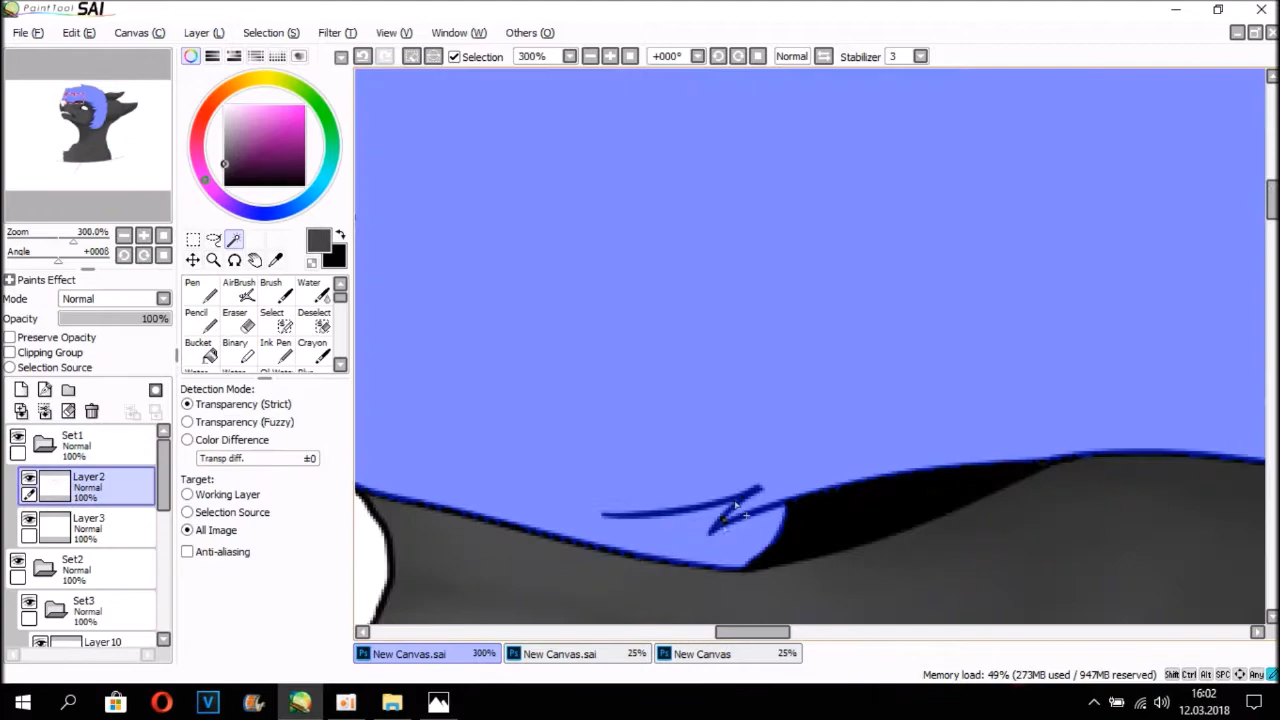 PaintTool SAI
File (F) Edit (E) Canvas (C) Layer (L) Selection (S) Filter (T) View (V) Window (W) Others (O)
Selection 300% +000° Normal Stabilizer 3
Zoom 300.0%
Angle +000δ
Paints Effect
Mode Normal
Opacity 100%
Preserve Opacity
Clipping Group
Selection Source
Set1
Normal
100%
Layer2
Normal
100%
Layer3
Normal
100%
Set2
Normal
100%
Set3
Normal
100%
Layer10
Pen AirBrush Brush Water
Pencil Eraser Select Deselect
Bucket Binary Ink Pen Crayon
Detection Mode:
Transparency (Strict)
Transparency (Fuzzy)
Color Difference
Transp diff. ±0
Target:
Working Layer
Selection Source
All Image
Anti-aliasing
New Canvas.sai 300% New Canvas.sai 25% New Canvas 25%
Memory load: 49% (273MB used / 947MB reserved) Shift Ctrl Alt SPC Any
16:02
12.03.2018